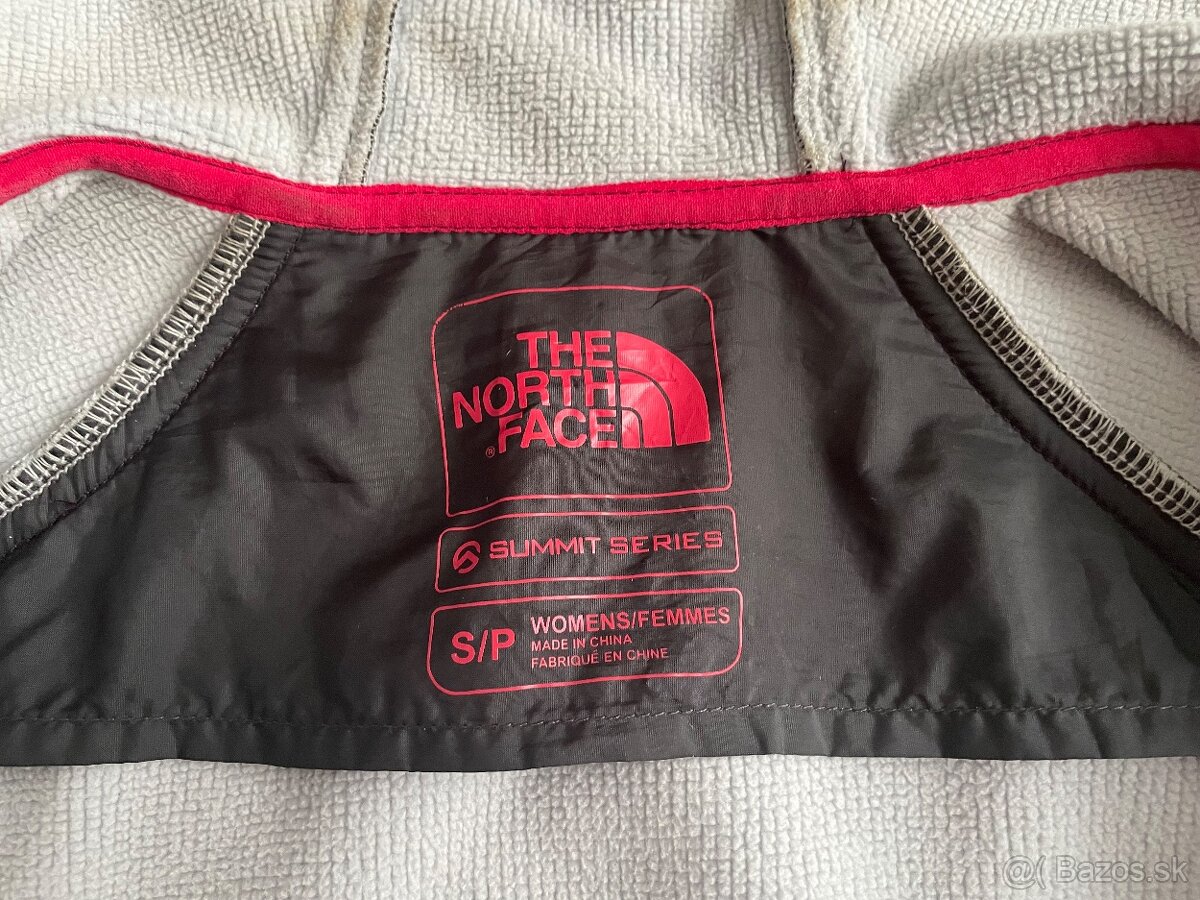 THE
NORTH
FACE
®
SUMMIT SERIES
S/P
WOMENS/FEMMES
MADE IN CHINA
FABRIQUÉ EN CHINE
@( Bazos.sk